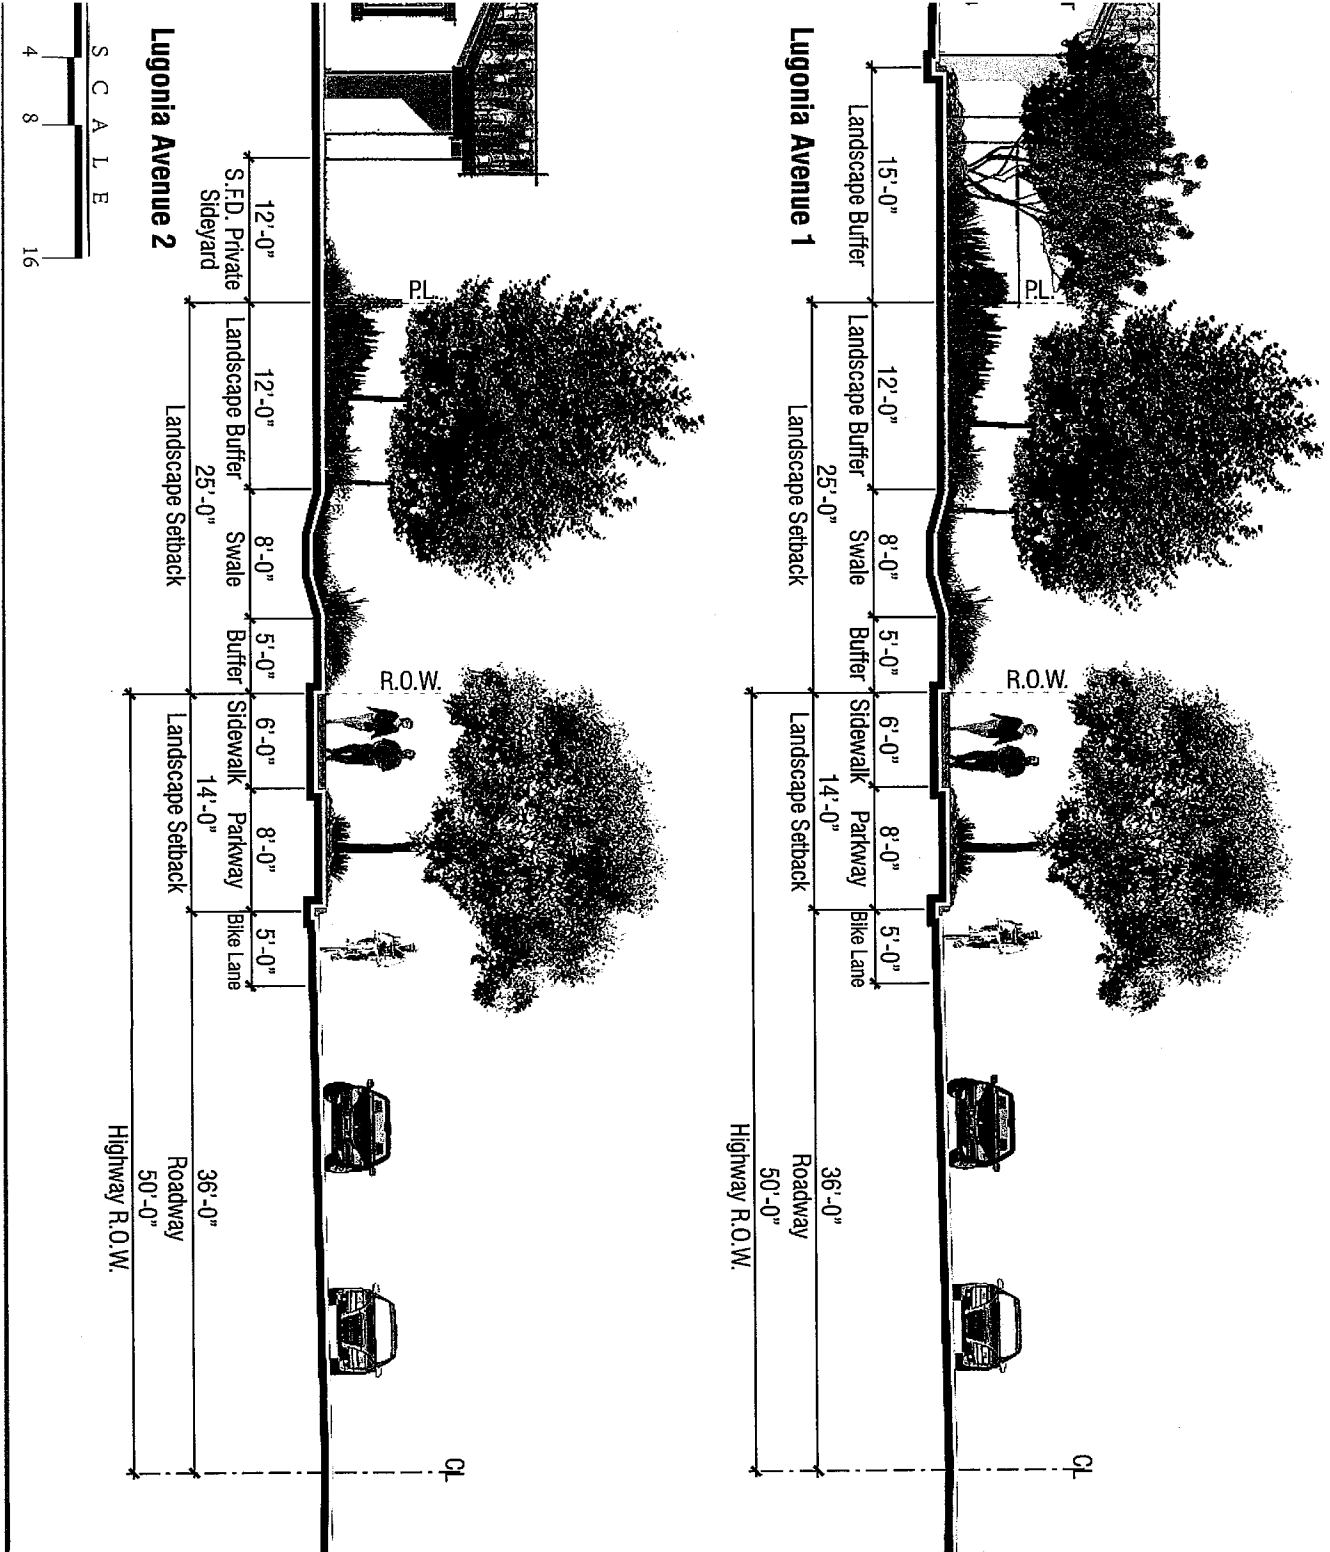 Lugonia Avenue 1
P.L.
R.O.W.
CL
15'-0"
12'-0"
8'-0"
5'-0"
6'-0"
8'-0"
5'-0"
Landscape Buffer
Landscape Buffer
Swale
Buffer
Sidewalk
Parkway
Bike Lane
25'-0"
Landscape Setback
14'-0"
Landscape Setback
36'-0"
Roadway
50'-0"
Highway R.O.W.
Lugonia Avenue 2
P.L.
R.O.W.
CL
12'-0"
12'-0"
8'-0"
5'-0"
6'-0"
8'-0"
5'-0"
S.F.D. Private
Sideyard
Landscape Buffer
Swale
Buffer
Sidewalk
Parkway
Bike Lane
25'-0"
Landscape Setback
14'-0"
Landscape Setback
36'-0"
Roadway
50'-0"
Highway R.O.W.
SCALE
4 8 16